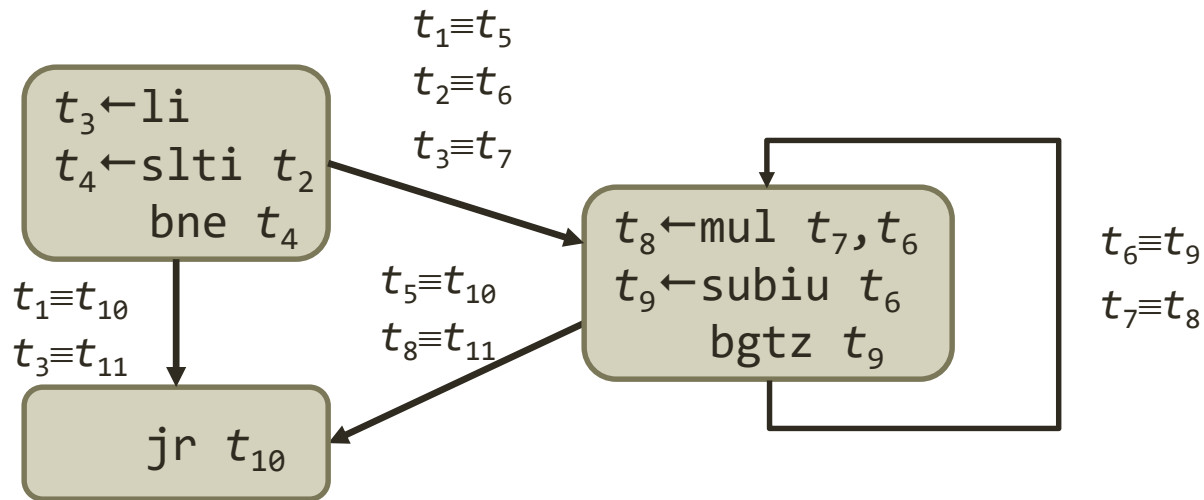 t₁≡t₅
t₂≡t₆
t₃≡t₇
t₃←li
t₄←slti t₂
bne t₄
t₈←mul t₇,t₆
t₉←subiu t₆
bgtz t₉
t₆≡t₉
t₇≡t₈
t₁≡t₁₀
t₃≡t₁₁
t₅≡t₁₀
t₈≡t₁₁
jr t₁₀